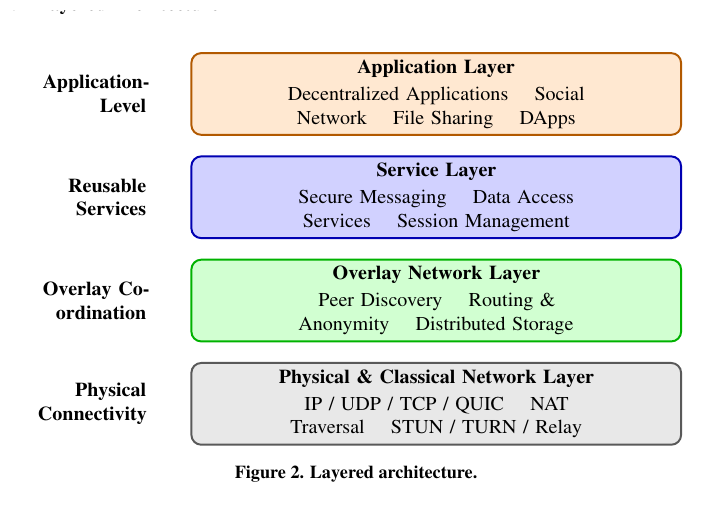 Application-
Level
Application Layer
Decentralized Applications Social
Network File Sharing DApps
Reusable
Services
Service Layer
Secure Messaging Data Access
Services Session Management
Overlay Co-
ordination
Overlay Network Layer
Peer Discovery Routing &
Anonymity Distributed Storage
Physical
Connectivity
Physical & Classical Network Layer
IP / UDP / TCP / QUIC NAT
Traversal STUN / TURN / Relay
Figure 2. Layered architecture.